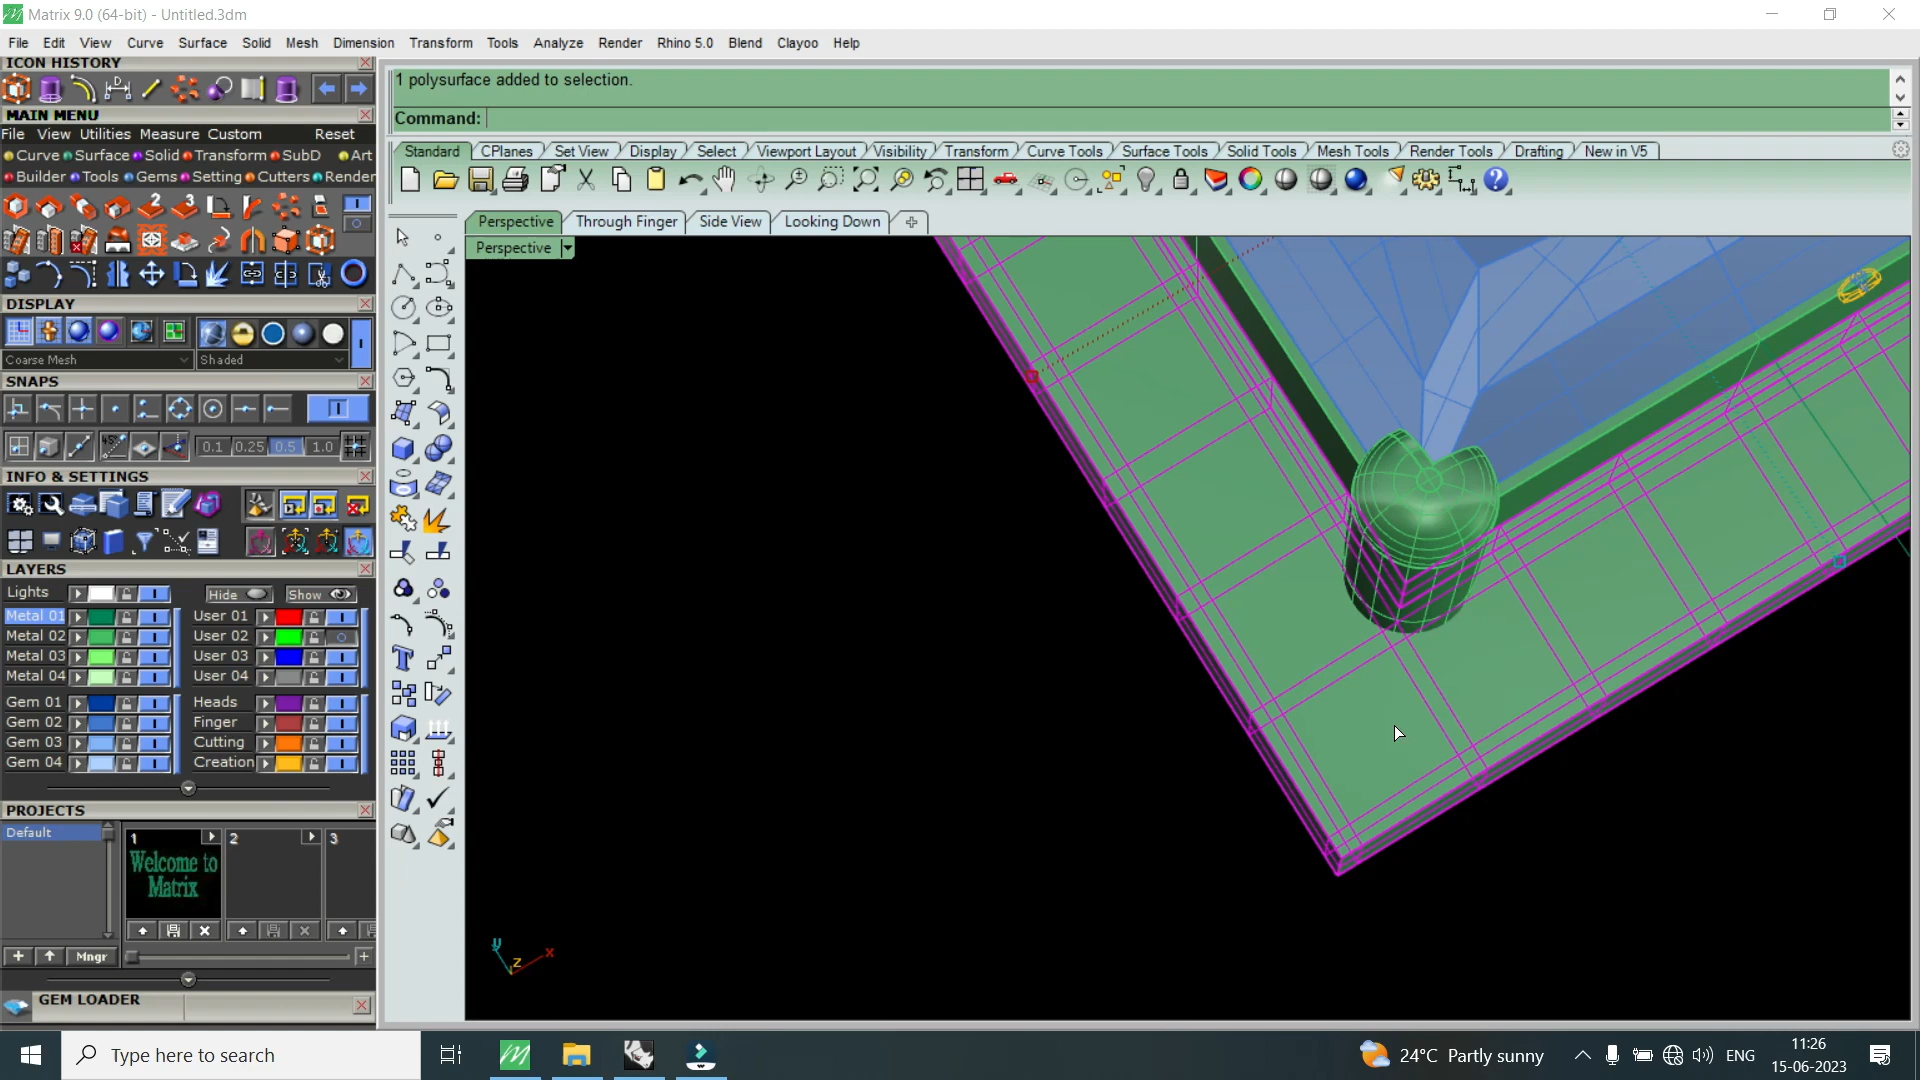 Matrix 9.0 (64-bit) - Untitled.3dm
File Edit View Curve Surface Solid Mesh Dimension Transform Tools Analyze Render Rhino 5.0 Blend Clayoo Help
ICON HISTORY
MAIN MENU
File View Utilities Measure Custom Reset
Curve Surface Solid Transform SubD Art
Builder Tools Gems Setting Cutters Render
DISPLAY
Coarse Mesh Shaded
SNAPS
0.1 0.25 0.5 1.0
INFO & SETTINGS
LAYERS
Lights Hide Show
Metal 01 User 01
Metal 02 User 02
Metal 03 User 03
Metal 04 User 04
Gem 01 Heads
Gem 02 Finger
Gem 03 Cutting
Gem 04 Creation
PROJECTS
Default 1 2 3
Welcome to
Matrix
Mngr
GEM LOADER
1 polysurface added to selection.
Command:
Standard CPlanes Set View Display Select Viewport Layout Visibility Transform Curve Tools Surface Tools Solid Tools Mesh Tools Render Tools Drafting New in V5
Perspective Through Finger Side View Looking Down
Perspective
y
x
z
Type here to search
24°C Partly sunny
ENG
11:26
15-06-2023